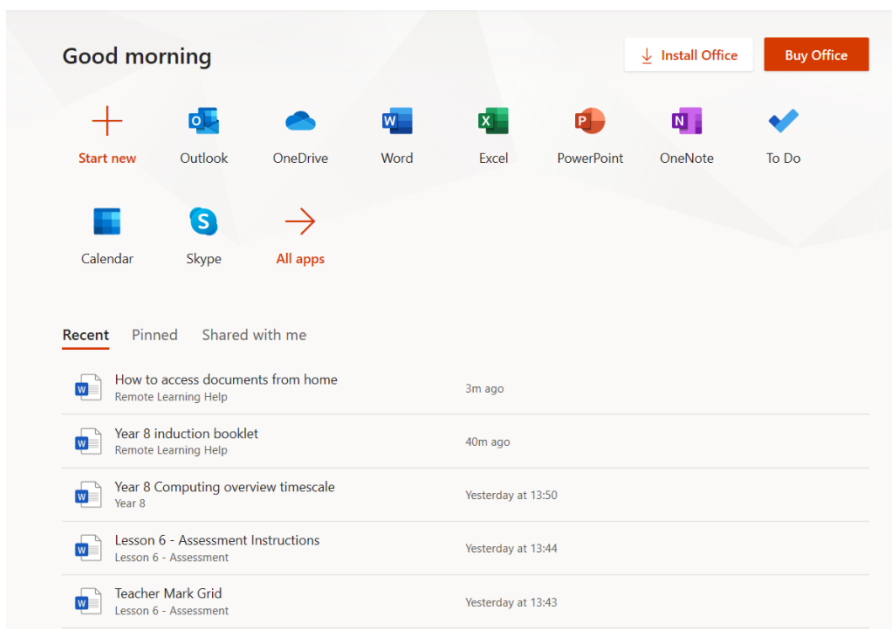 Good morning
Install Office
Buy Office
Start new
Outlook
OneDrive
Word
Excel
PowerPoint
OneNote
To Do
Calendar
Skype
All apps
Recent Pinned Shared with me
How to access documents from home
Remote Learning Help
3m ago
Year 8 induction booklet
Remote Learning Help
40m ago
Year 8 Computing overview timescale
Year 8
Yesterday at 13:50
Lesson 6 - Assessment Instructions
Lesson 6 - Assessment
Yesterday at 13:44
Teacher Mark Grid
Lesson 6 - Assessment
Yesterday at 13:43